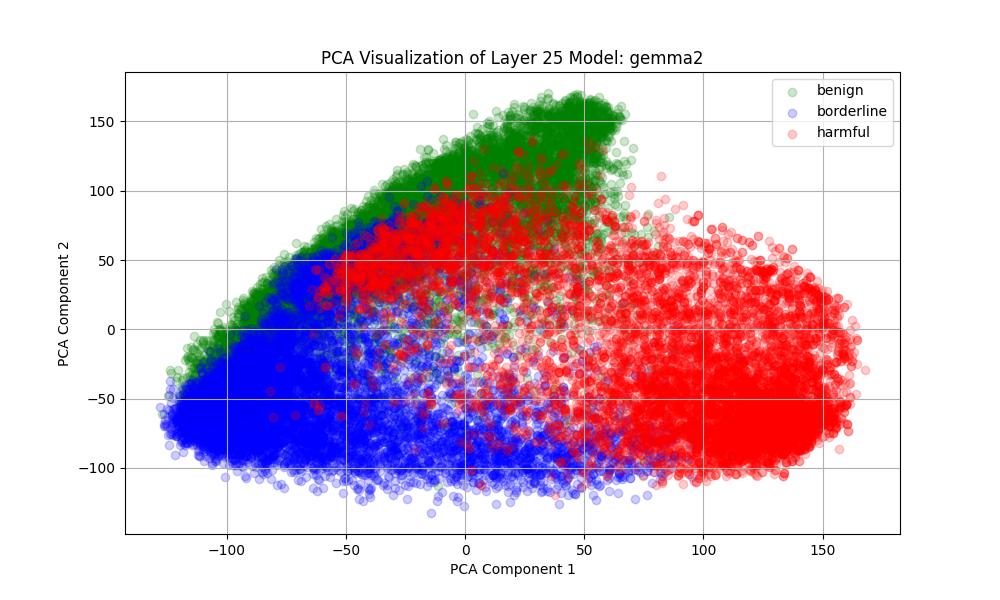 PCA Visualization of Layer 25 Model: gemma2
benign
borderline
harmful
150
100
50
0
−50
−100
PCA Component 2
−100
−50
0
50
100
150
PCA Component 1